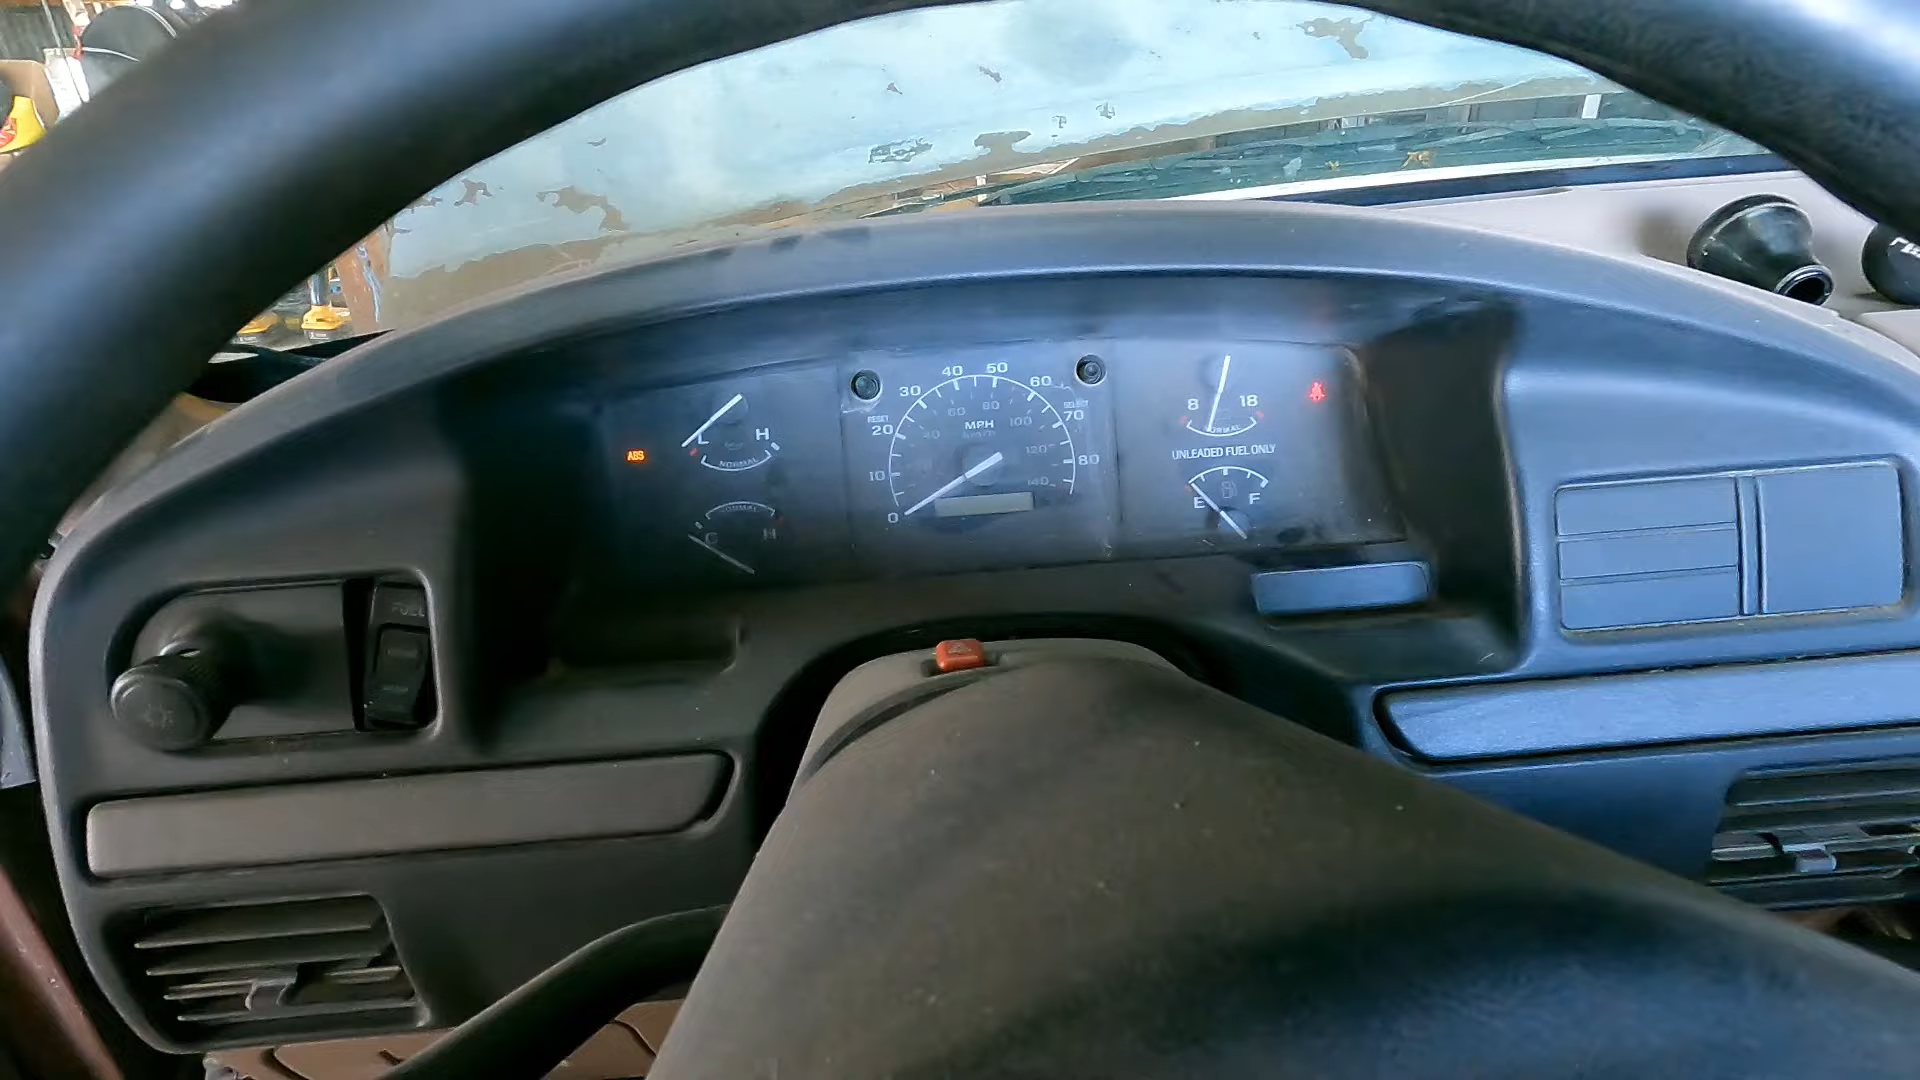 40 50
30 60
RESET 20 SELECT 70
60 80
40 100
MPH
120
10 80
140
0
8 18
NORMAL
UNLEADED FUEL ONLY
E F
ABS
L H
NORMAL
NORMAL
C H
FUEL